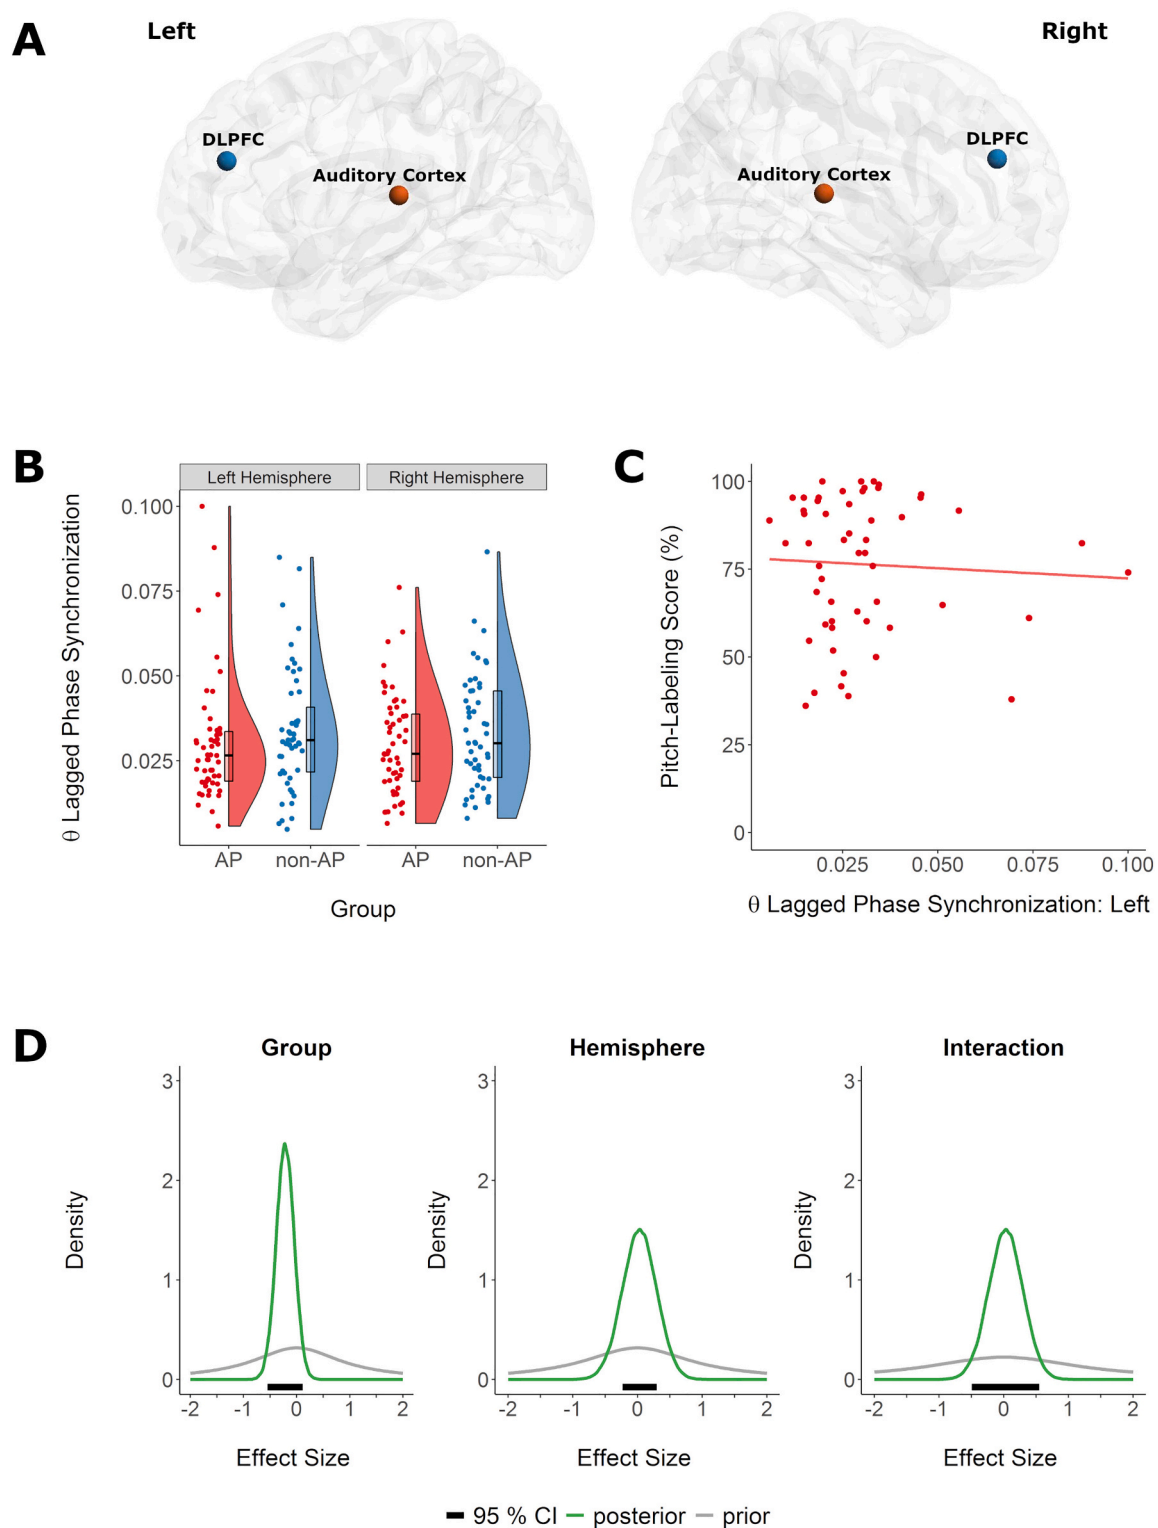 A
Left
Right
DLPFC
Auditory Cortex
DLPFC
Auditory Cortex
B
Left Hemisphere
Right Hemisphere
θ Lagged Phase Synchronization
0.100
0.075
0.050
0.025
AP
non-AP
AP
non-AP
Group
C
Pitch-Labeling Score (%)
100
75
50
25
0
0.025
0.050
0.075
0.100
θ Lagged Phase Synchronization: Left
D
Group
Density
3
2
1
0
-2
-1
0
1
2
Effect Size
Hemisphere
Density
3
2
1
0
-2
-1
0
1
2
Effect Size
Interaction
Density
3
2
1
0
-2
-1
0
1
2
Effect Size
95 % CI
posterior
prior